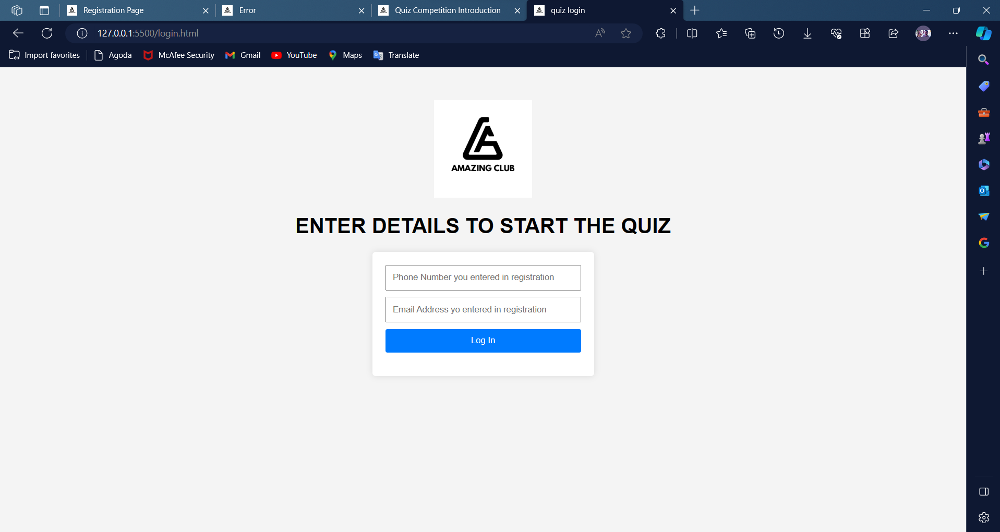 Registration Page
Error
Quiz Competition Introduction
quiz login
127.0.0.1:5500/login.html
Import favorites
Agoda
McAfee Security
Gmail
YouTube
Maps
Translate
AMAZING CLUB
ENTER DETAILS TO START THE QUIZ
Phone Number you entered in registration
Email Address yo entered in registration
Log In